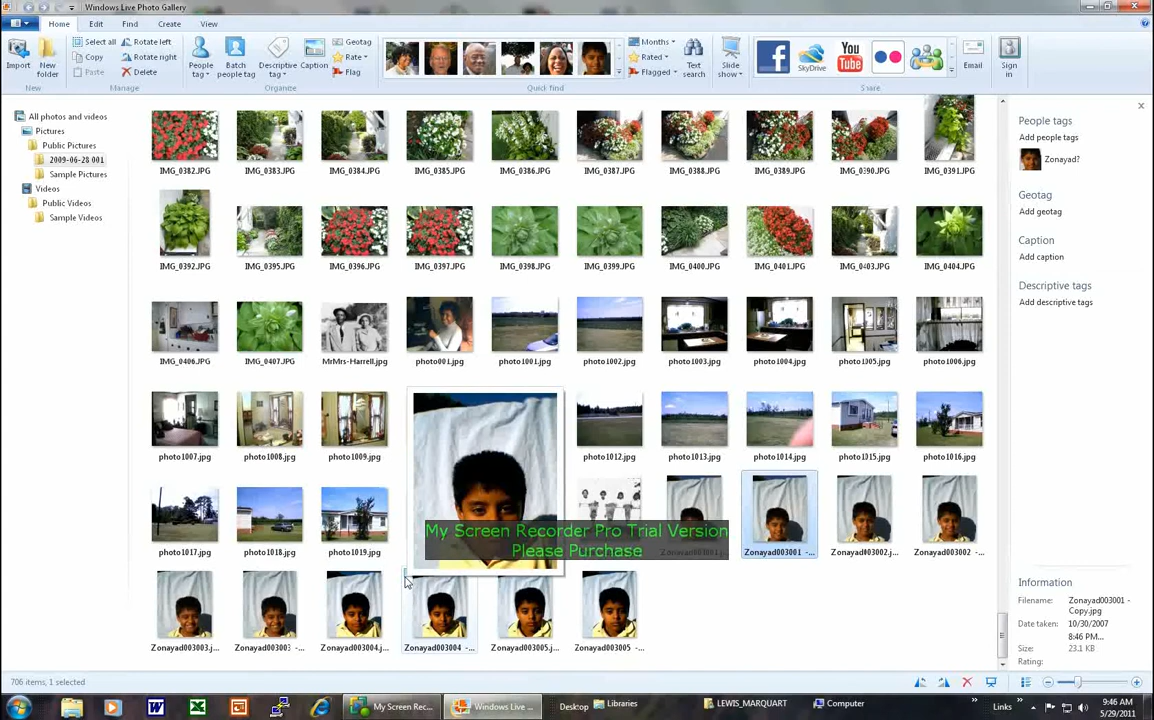 Windows Live Photo Gallery
Home Edit Find Create View
Import
New folder
Select all
Copy
Paste
Rotate left
Rotate right
Delete
People tag
Batch people tag
Descriptive tag
Caption
Geotag
Rate
Flag
Months
Rated
Flagged
Text search
Slide show
SkyDrive
You Tube
Email
Sign in
New Manage Organize Quick Find Share
All photos and videos
Pictures
Public Pictures
2009-06-28 001
Sample Pictures
Videos
Public Videos
Sample Videos
IMG_0382.JPG IMG_0383.JPG IMG_0384.JPG IMG_0385.JPG IMG_0386.JPG IMG_0387.JPG IMG_0388.JPG IMG_0389.JPG IMG_0390.JPG IMG_0391.JPG
IMG_0392.JPG IMG_0395.JPG IMG_0396.JPG IMG_0397.JPG IMG_0398.JPG IMG_0399.JPG IMG_0400.JPG IMG_0401.JPG IMG_0403.JPG IMG_0404.JPG
IMG_0406.JPG IMG_0407.JPG MrMrs-Harrell.jpg photo001.jpg photo1001.jpg photo1002.jpg photo1003.jpg photo1004.jpg photo1005.jpg photo1006.jpg
photo1007.jpg photo1008.jpg photo1009.jpg photo1012.jpg photo1013.jpg photo1014.jpg photo1015.jpg photo1016.jpg
photo1017.jpg photo1018.jpg photo1019.jpg Zonayad003001.j... Zonayad003001 -... Zonayad003002.j... Zonayad003002 -...
My Screen Recorder Pro Trial Version
Please Purchase
Zonayad003003.j... Zonayad003003 -... Zonayad003004.j... Zonayad003004 -... Zonayad003005.j... Zonayad003005 -...
People tags
Add people tags
Zonayad?
Geotag
Add geotag
Caption
Add caption
Descriptive tags
Add descriptive tags
Information
Filename: Zonayad003001 - Copy.jpg
Date taken: 10/30/2007
8:46 PM...
Size: 23.1 KB
Rating:
706 items, 1 selected
My Screen Rec...
Windows Live ...
Desktop
Libraries
LEWIS_MARQUART
Computer
Links
9:46 AM
5/29/2011